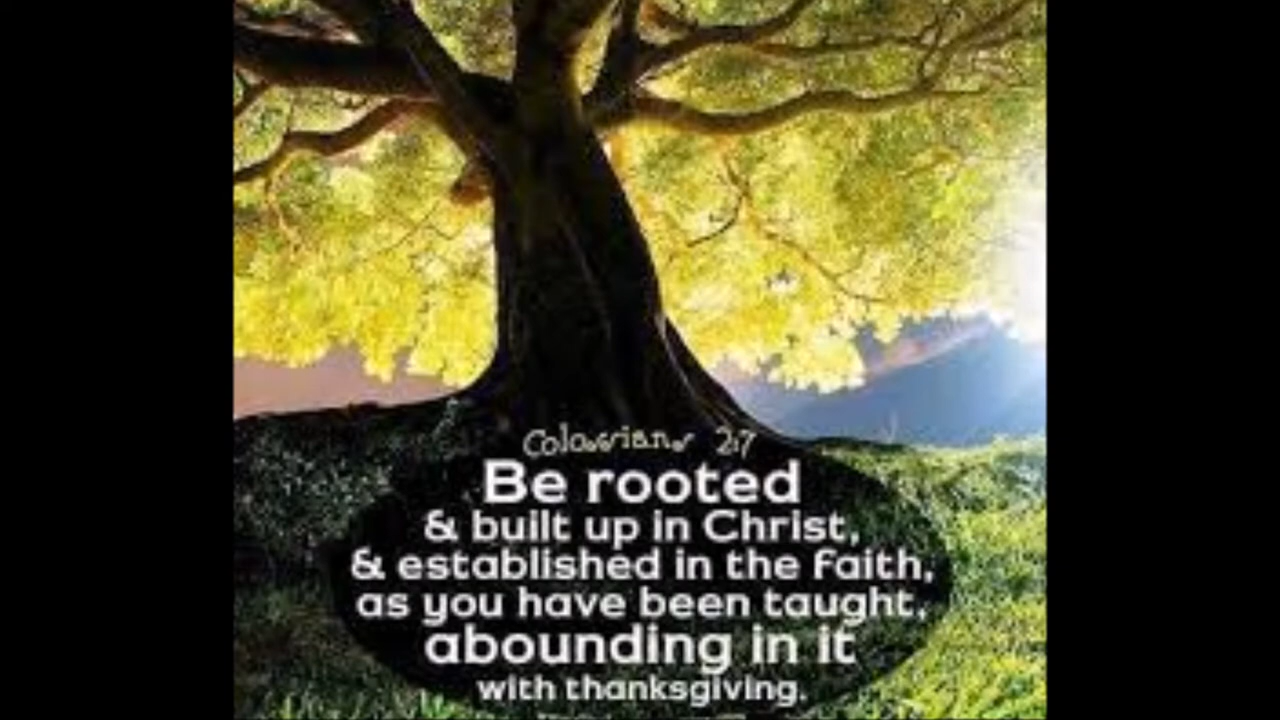 Colossians 2:7
Be rooted
& built up in Christ,
& established in the faith,
as you have been taught,
abounding in it
with thanksgiving.